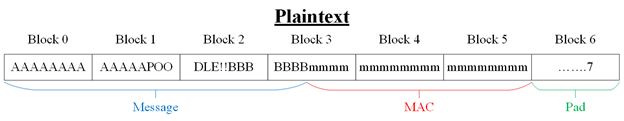 Plaintext
Block 0 Block 1 Block 2 Block 3 Block 4 Block 5 Block 6
AAAAAAAA AAAAAPOO DLE!!BBB BBBBmmmm mmmmmmmm mmmmmmmm …….7
Message MAC Pad